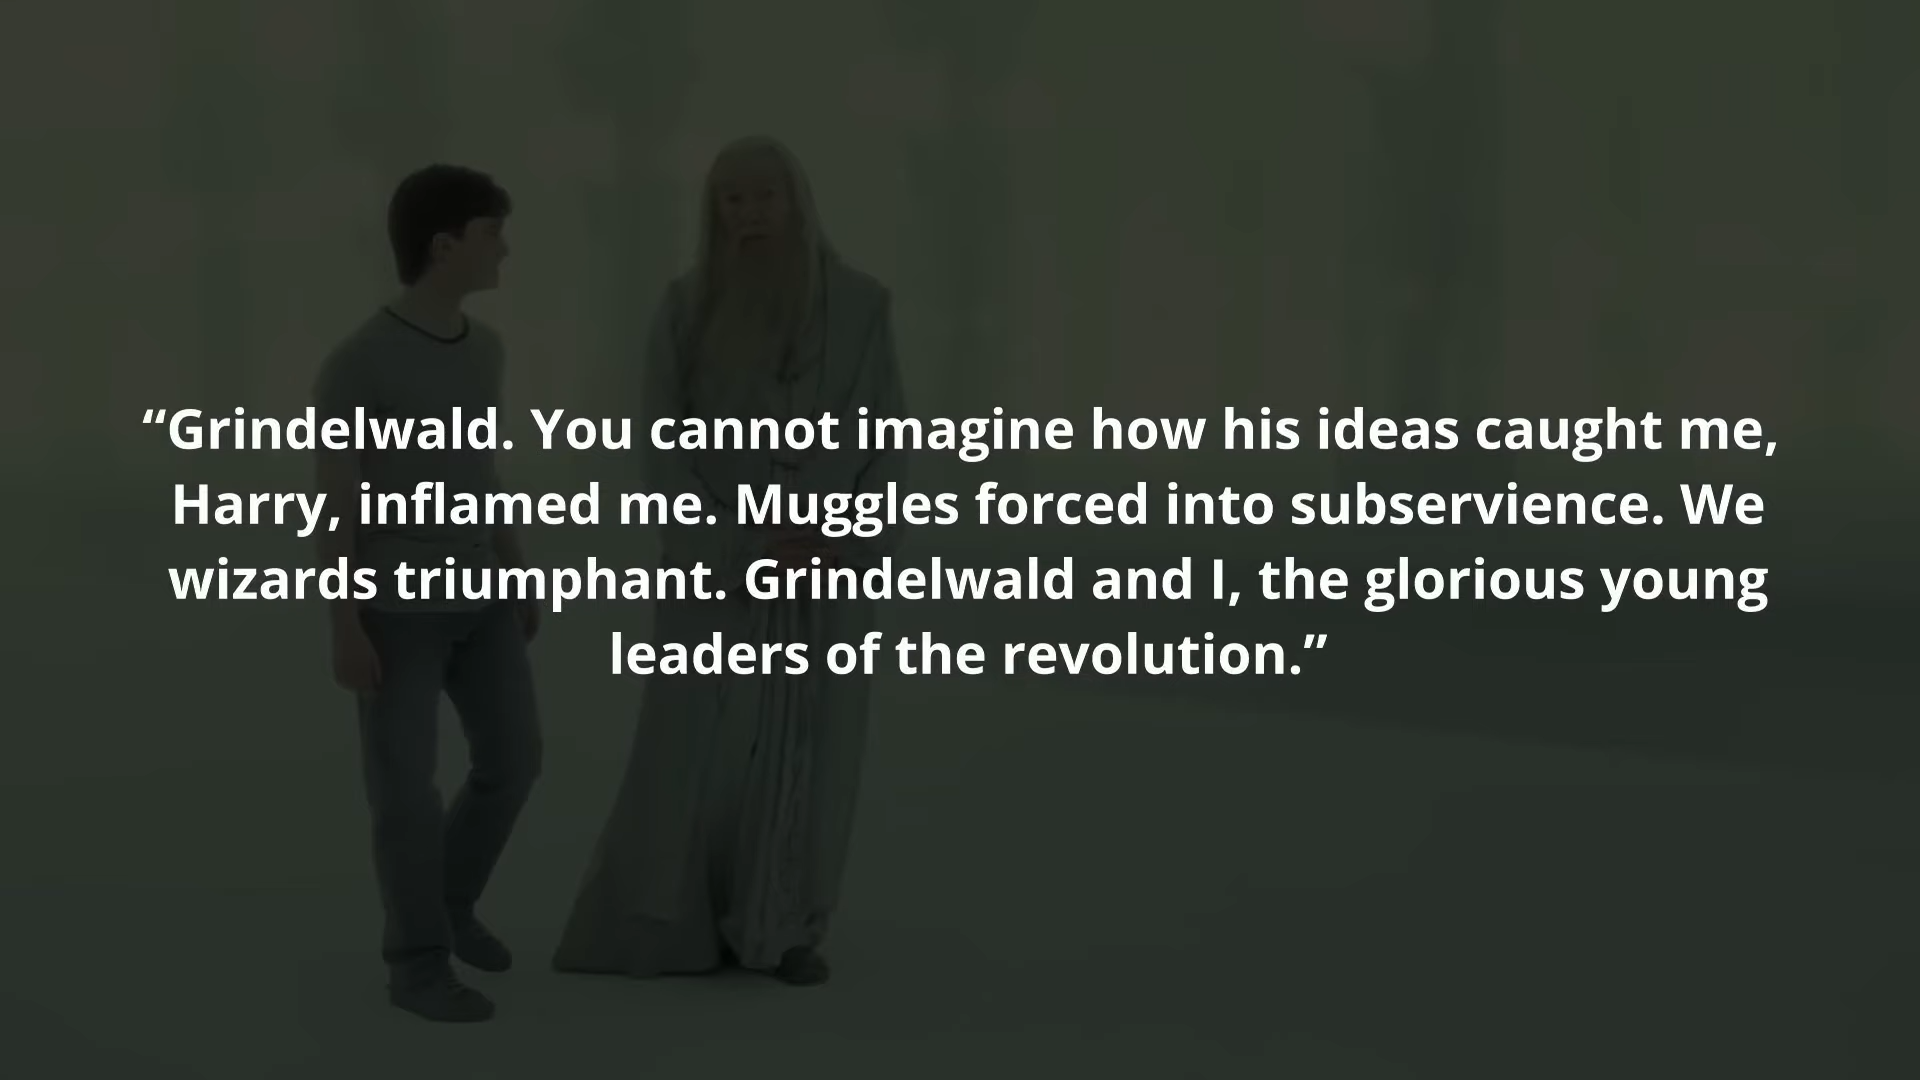 “Grindelwald. You cannot imagine how his ideas caught me,
Harry, inflamed me. Muggles forced into subservience. We
wizards triumphant. Grindelwald and I, the glorious young
leaders of the revolution.”